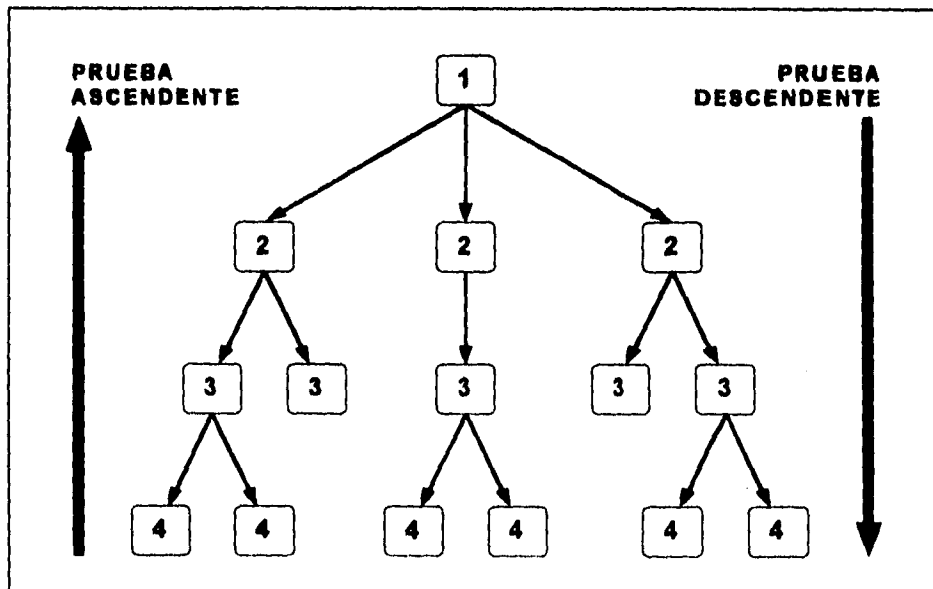 PRUEBA
ASCENDENTE
1
PRUEBA
DESCENDENTE
2 2 2
3 3 3 3 3
4 4 4 4 4 4